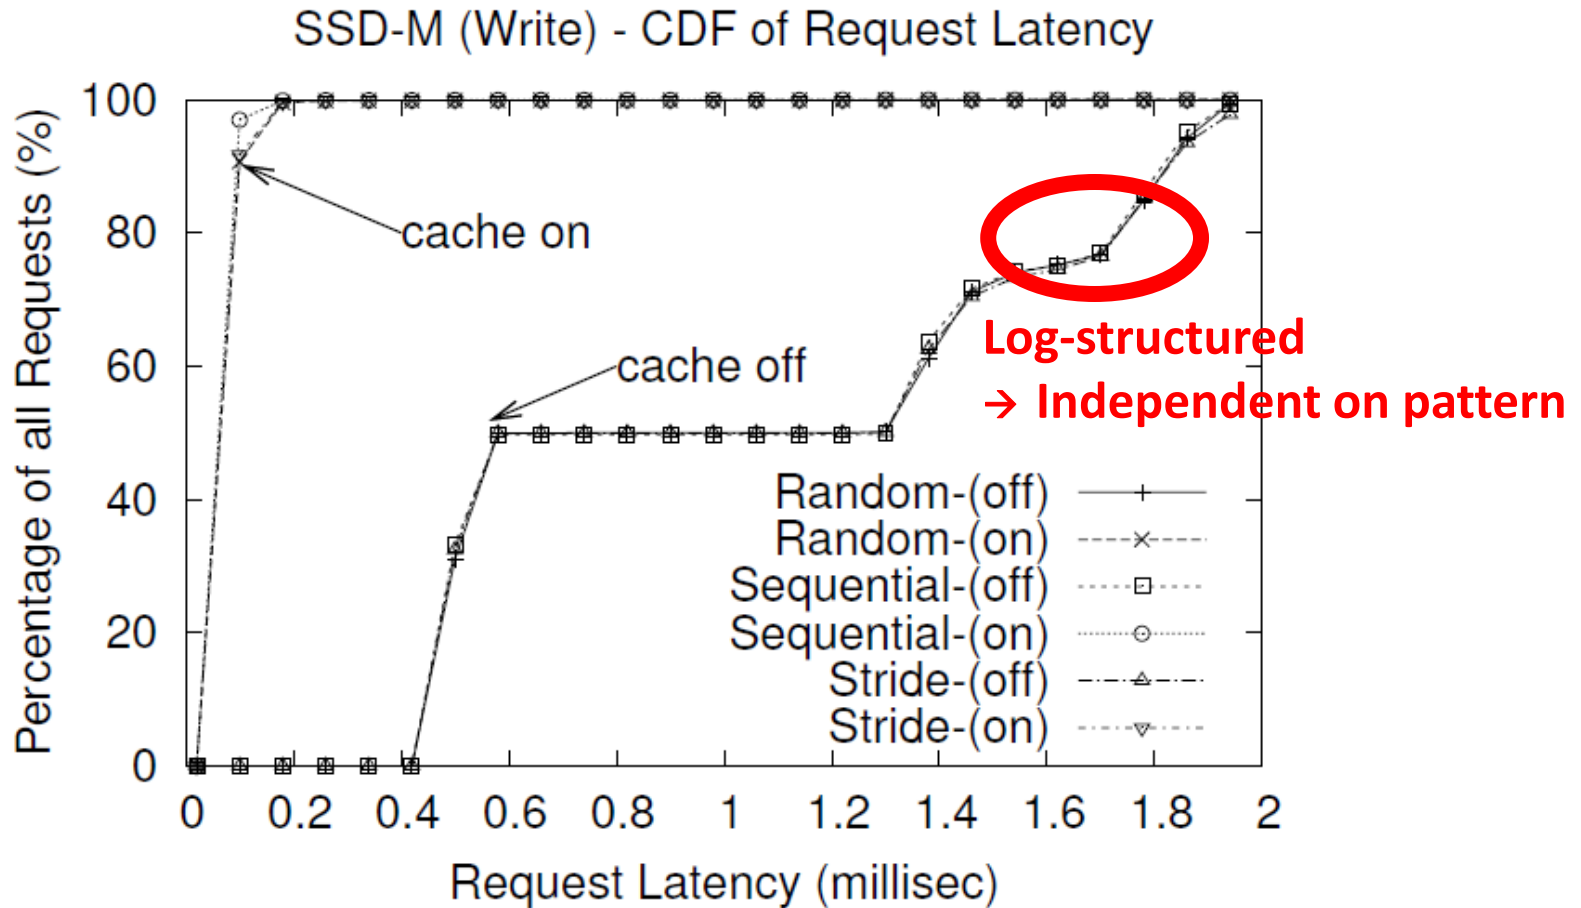 SSD-M (Write) - CDF of Request Latency
Percentage of all Requests (%)
100
80
60
40
20
0
cache on
cache off
Log-structured
→ Independent on pattern
Random-(off)
Random-(on)
Sequential-(off)
Sequential-(on)
Stride-(off)
Stride-(on)
0 0.2 0.4 0.6 0.8 1 1.2 1.4 1.6 1.8 2
Request Latency (millisec)